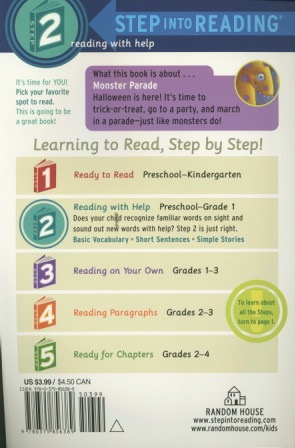 2
STEP INTO READING®
reading with help
It's time for YOU!
Pick your favorite
spot to read.
This is going to be
a great book!
What this book is about . . .
Monster Parade
Halloween is here! It's time to
trick-or-treat, go to a party, and march
in a parade—just like monsters do!
Learning to Read, Step by Step!
1
Ready to Read Preschool–Kindergarten
2
Reading with Help Preschool–Grade 1
Does your child recognize familiar words on sight and
sound out new words with help? Step 2 is just right.
Basic Vocabulary • Short Sentences • Simple Stories
3
Reading on Your Own Grades 1–3
4
Reading Paragraphs Grades 2–3
To learn about
all the Steps,
turn to page 1.
5
Ready for Chapters Grades 2–4
US $3.99 / $4.50 CAN
50399
RANDOM HOUSE
www.stepintoreading.com
www.randomhouse.com/kids